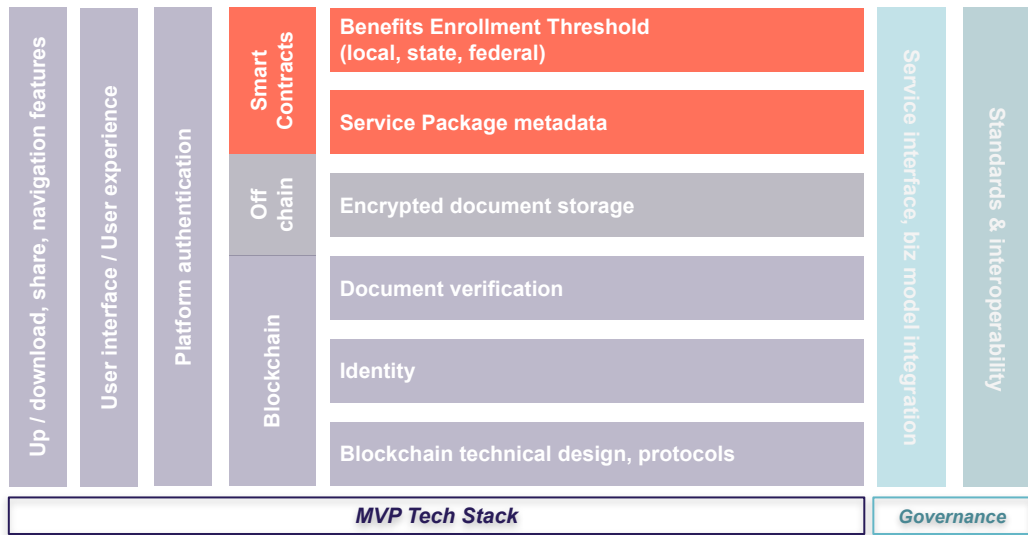 Up / download, share, navigation features
User interface / User experience
Platform authentication
Smart
Contracts
Off
chain
Blockchain
Benefits Enrollment Threshold
(local, state, federal)
Service Package metadata
Encrypted document storage
Document verification
Identity
Blockchain technical design, protocols
Service interface, biz model integration
Standards & interoperability
MVP Tech Stack
Governance